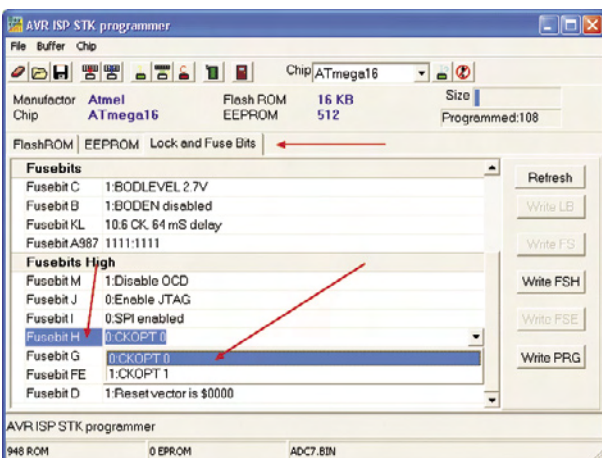 AVR ISP STK programmer
File Buffer Chip
Chip ATmega16
Manufactor Atmel Flash ROM 16 KB Size
Chip ATmega16 EEPROM 512 Programmed:108
FlashROM EEPROM Lock and Fuse Bits
Fusebits
Refresh
Fusebit C 1:BODLEVEL 2.7V
Fusebit B 1:BODEN disabled
Write LB
Fusebit KL 10:6 CK. 64 mS delay
Fusebit A987 1111:1111
Write FS
Fusebits High
Fusebit M 1:Disable OCD
Write FSH
Fusebit J 0:Enable JTAG
Fusebit I 0:SPI enabled
Write FSE
Fusebit H 0:CKOPT 0
Fusebit G 0:CKOPT 0
Write PRG
Fusebit FE 1:CKOPT 1
Fusebit D 1:Reset vector is $0000
AVR ISP STK programmer
948 ROM 0 EPROM ADC7.BIN